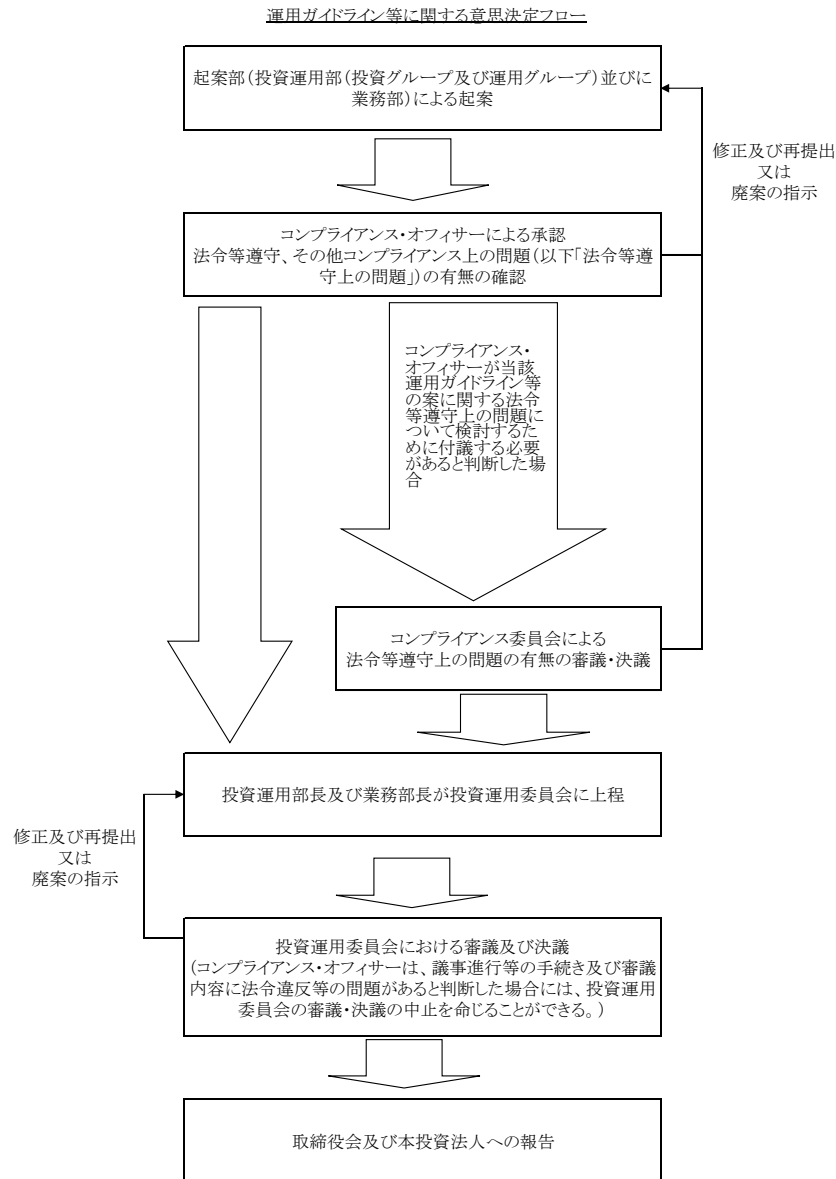 運用ガイドライン等に関する意思決定フロー
起案部(投資運用部(投資グループ及び運用グループ)並びに
業務部)による起案
修正及び再提出
又は
廃案の指示
コンプライアンス・オフィサーによる承認
法令等遵守、その他コンプライアンス上の問題(以下「法令等遵
守上の問題」)の有無の確認
コンプライアンス・
オフィサーが当該
運用ガイドライン等
の案に関する法令
等遵守上の問題に
ついて検討するた
めに付議する必要
があると判断した場
合
コンプライアンス委員会による
法令等遵守上の問題の有無の審議・決議
投資運用部長及び業務部長が投資運用委員会に上程
修正及び再提出
又は
廃案の指示
投資運用委員会における審議及び決議
(コンプライアンス・オフィサーは、議事進行等の手続き及び審議
内容に法令違反等の問題があると判断した場合には、投資運用
委員会の審議・決議の中止を命じることができる。)
取締役会及び本投資法人への報告